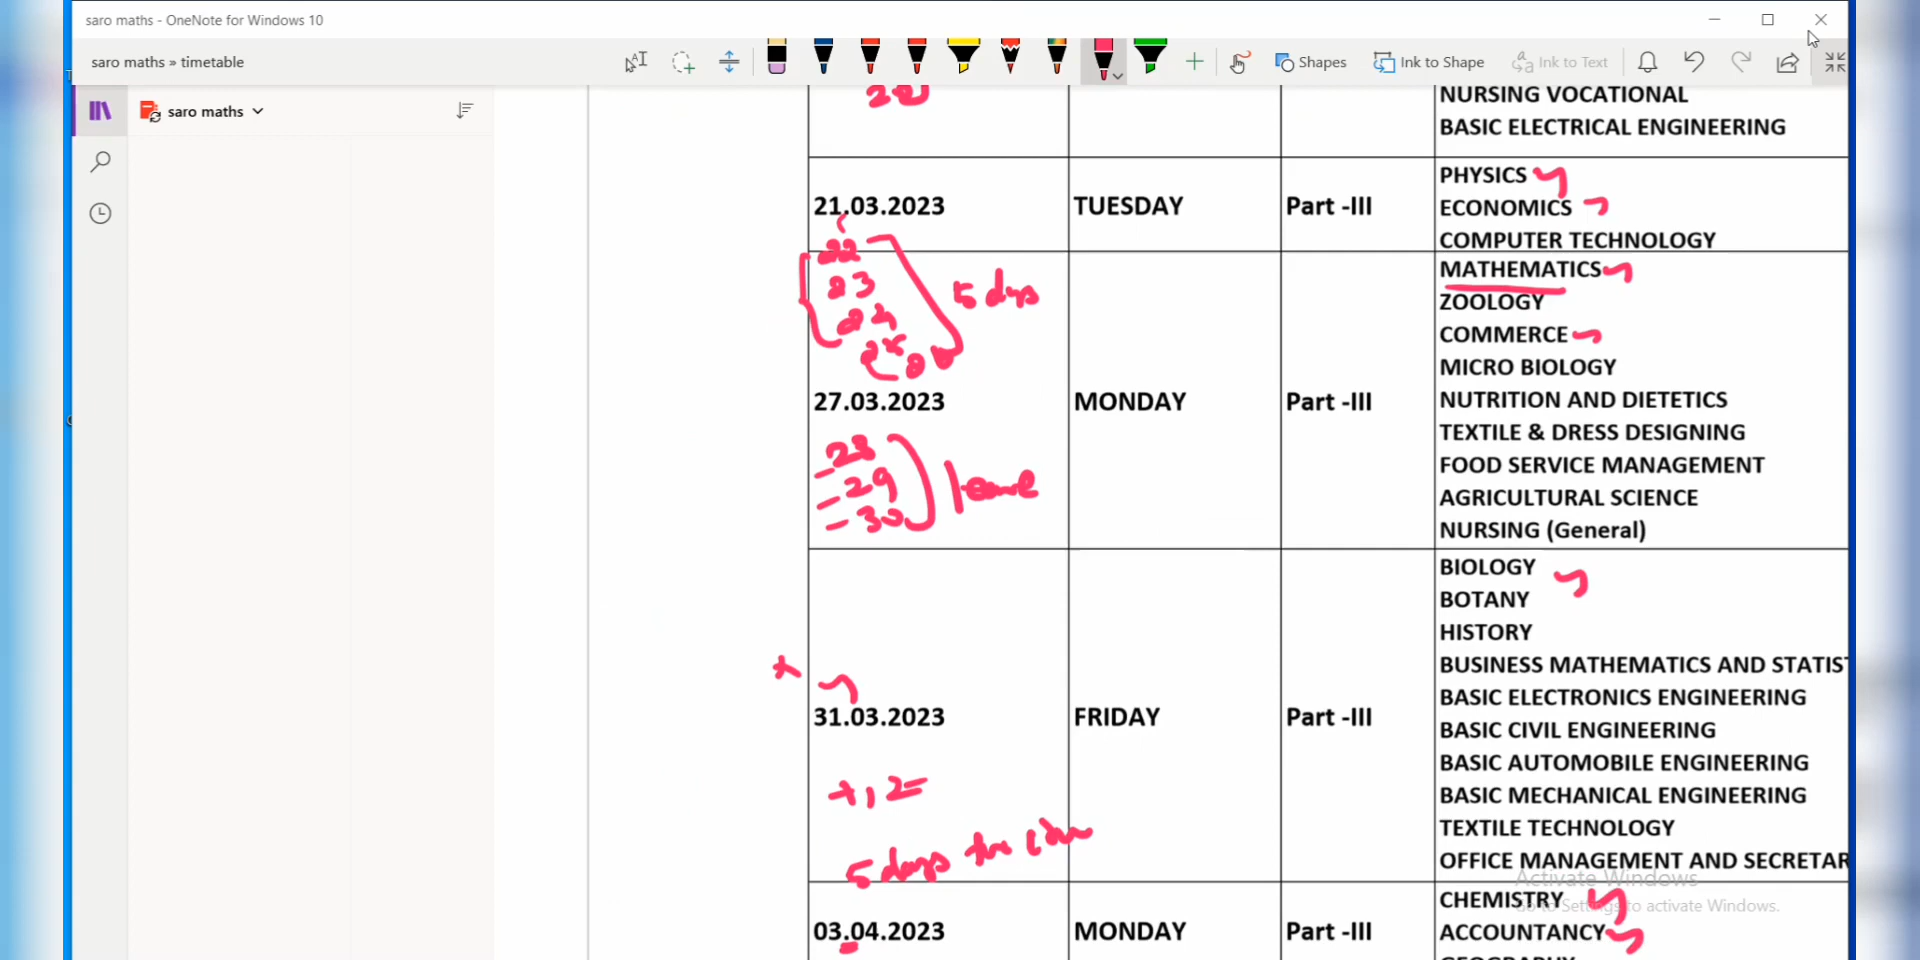 saro maths - OneNote for Windows 10
saro maths » timetable
Shapes
Ink to Shape
Ink to Text
saro maths
NURSING VOCATIONAL
BASIC ELECTRICAL ENGINEERING
21.03.2023 TUESDAY Part -III
PHYSICS
ECONOMICS
COMPUTER TECHNOLOGY
22
23
24
5 days
27.03.2023 MONDAY Part -III
MATHEMATICS
ZOOLOGY
COMMERCE
MICRO BIOLOGY
NUTRITION AND DIETETICS
TEXTILE & DRESS DESIGNING
FOOD SERVICE MANAGEMENT
AGRICULTURAL SCIENCE
NURSING (General)
28
29
30
leave
31.03.2023 FRIDAY Part -III
BIOLOGY
BOTANY
HISTORY
BUSINESS MATHEMATICS AND STATIST
BASIC ELECTRONICS ENGINEERING
BASIC CIVIL ENGINEERING
BASIC AUTOMOBILE ENGINEERING
BASIC MECHANICAL ENGINEERING
TEXTILE TECHNOLOGY
OFFICE MANAGEMENT AND SECRETAR
5 days
03.04.2023 MONDAY Part -III
CHEMISTRY
ACCOUNTANCY
GEOGRAPHY
Activate Windows
Go to Settings to activate Windows.